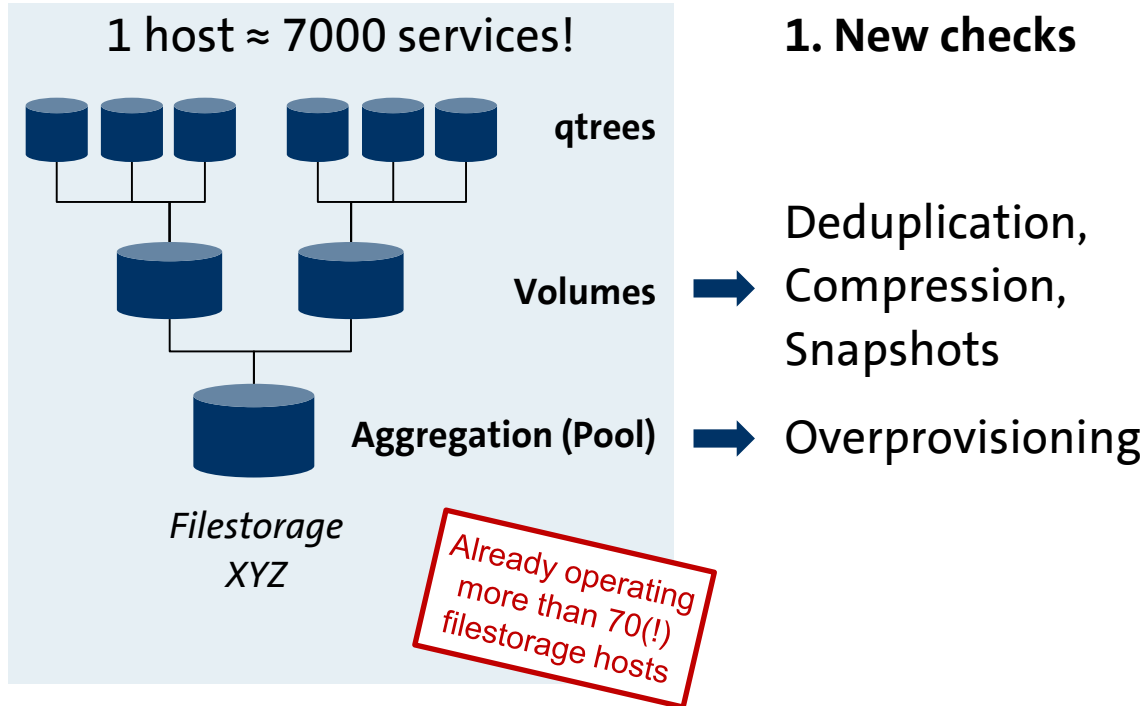 1 host ≈ 7000 services!
1. New checks
qtrees
Volumes
Deduplication,
Compression,
Snapshots
Aggregation (Pool)
Overprovisioning
Filestorage
XYZ
Already operating
more than 70(!)
filestorage hosts